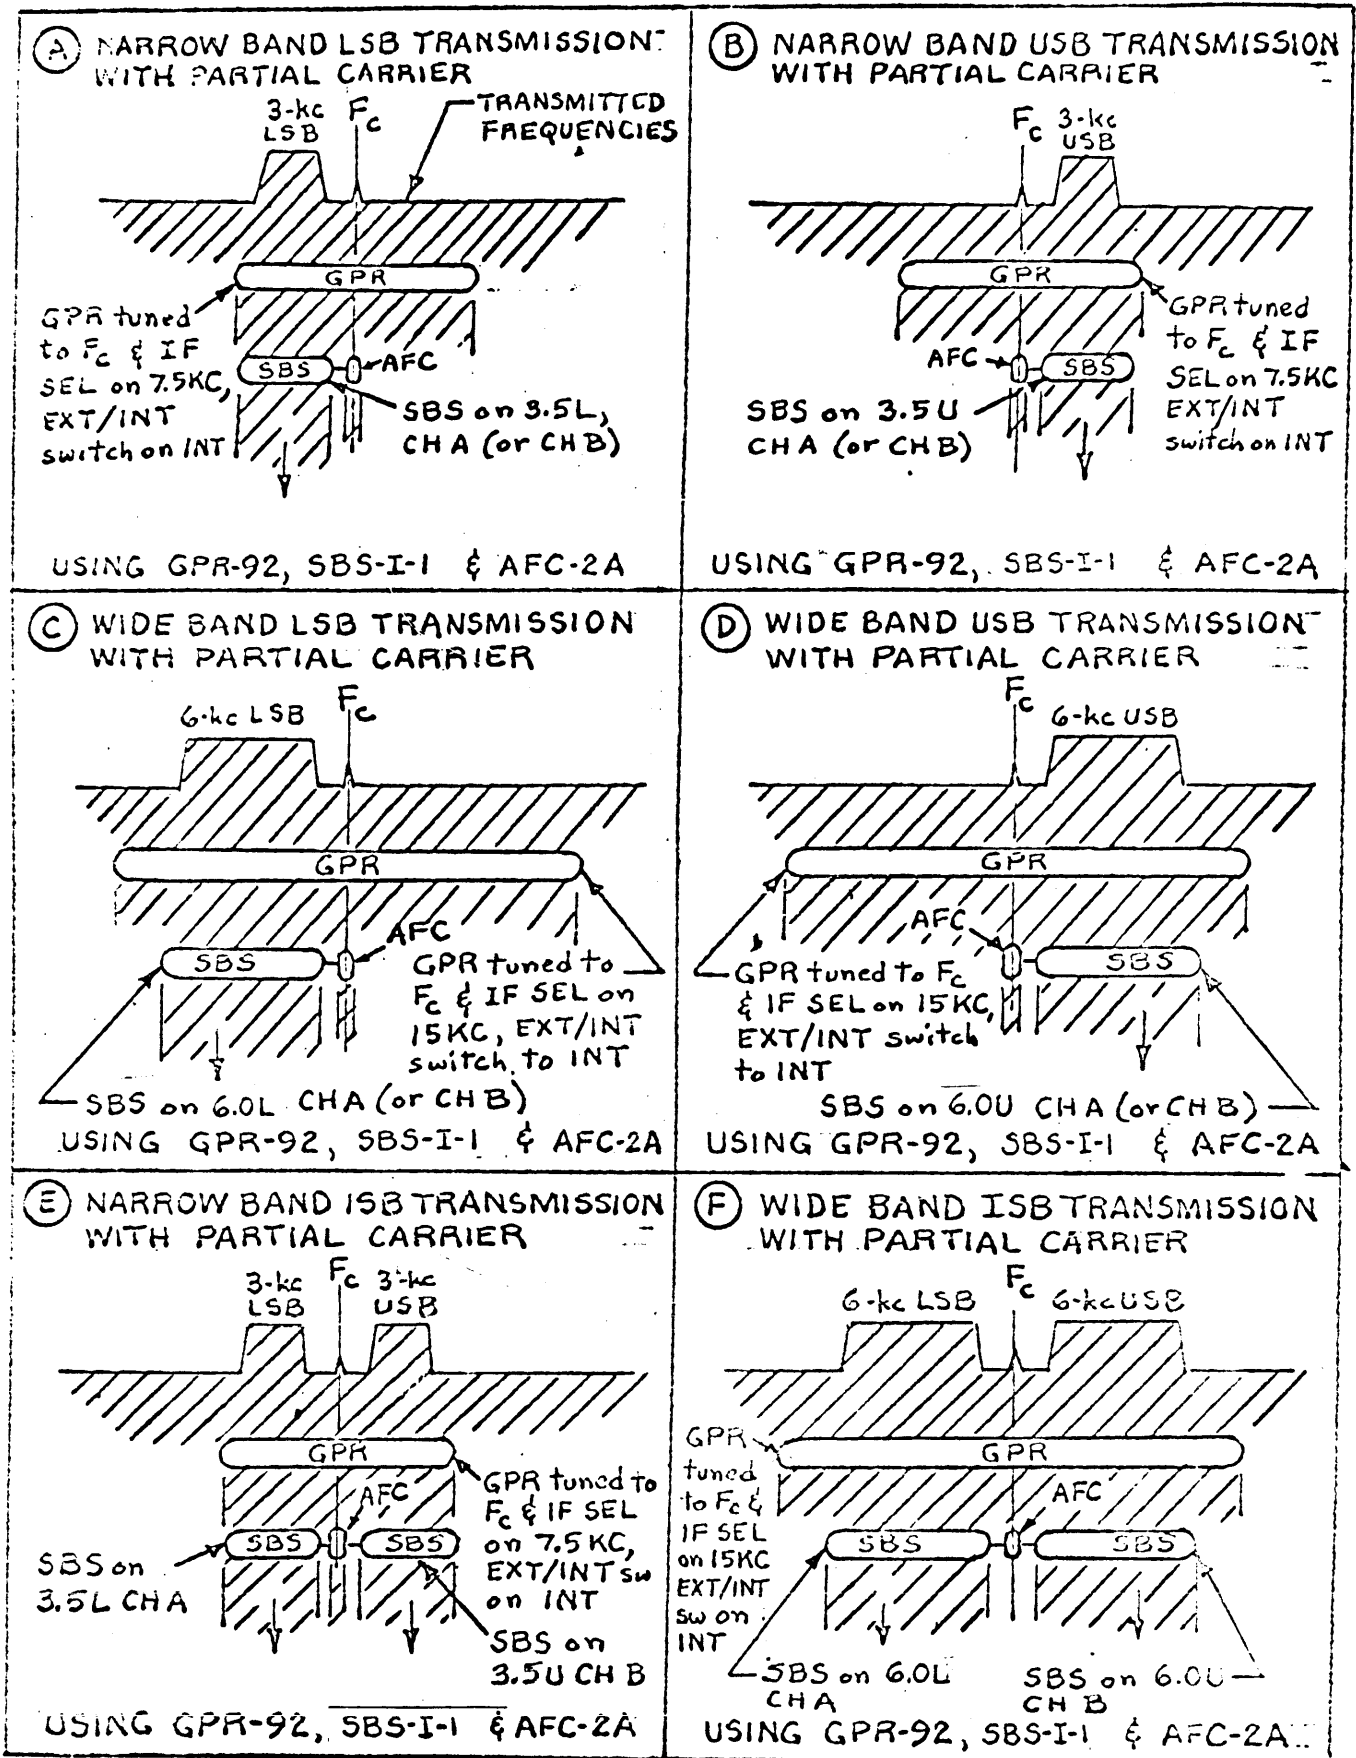 A NARROW BAND LSB TRANSMISSION
WITH PARTIAL CARRIER
3-kc
LSB
Fc
TRANSMITTED
FREQUENCIES
GPR
GPR tuned
to Fc & IF
SEL on 7.5KC,
EXT/INT
switch on INT
SBS
AFC
SBS on 3.5L,
CH A (or CH B)
USING GPR-92, SBS-I-1 & AFC-2A
B NARROW BAND USB TRANSMISSION
WITH PARTIAL CARRIER
Fc
3-kc
USB
GPR
GPR tuned
to Fc & IF
SEL on 7.5KC
EXT/INT
switch on INT
AFC
SBS
SBS on 3.5U
CH A (or CH B)
USING GPR-92, SBS-I-1 & AFC-2A
C WIDE BAND LSB TRANSMISSION
WITH PARTIAL CARRIER
6-kc LSB
Fc
GPR
AFC
SBS
GPR tuned to
Fc & IF SEL on
15KC, EXT/INT
switch to INT
SBS on 6.0L CH A (or CH B)
USING GPR-92, SBS-I-1 & AFC-2A
D WIDE BAND USB TRANSMISSION
WITH PARTIAL CARRIER
Fc
6-kc USB
GPR
AFC
SBS
GPR tuned to Fc
& IF SEL on 15KC,
EXT/INT switch
to INT
SBS on 6.0U CH A (or CH B)
USING GPR-92, SBS-I-1 & AFC-2A
E NARROW BAND ISB TRANSMISSION
WITH PARTIAL CARRIER
3-kc
LSB
Fc
3-kc
USB
GPR
GPR tuned to
Fc & IF SEL
on 7.5KC,
EXT/INT sw
on INT
AFC
SBS
SBS
SBS on
3.5L CH A
SBS on
3.5U CH B
USING GPR-92, SBS-I-1 & AFC-2A
F WIDE BAND ISB TRANSMISSION
WITH PARTIAL CARRIER
Fc
6-kc LSB
6-kc USB
GPR
GPR
tuned
to Fc &
IF SEL
on 15KC
EXT/INT
sw on
INT
AFC
SBS
SBS
SBS on 6.0L
CH A
SBS on 6.0U
CH B
USING GPR-92, SBS-I-1 & AFC-2A